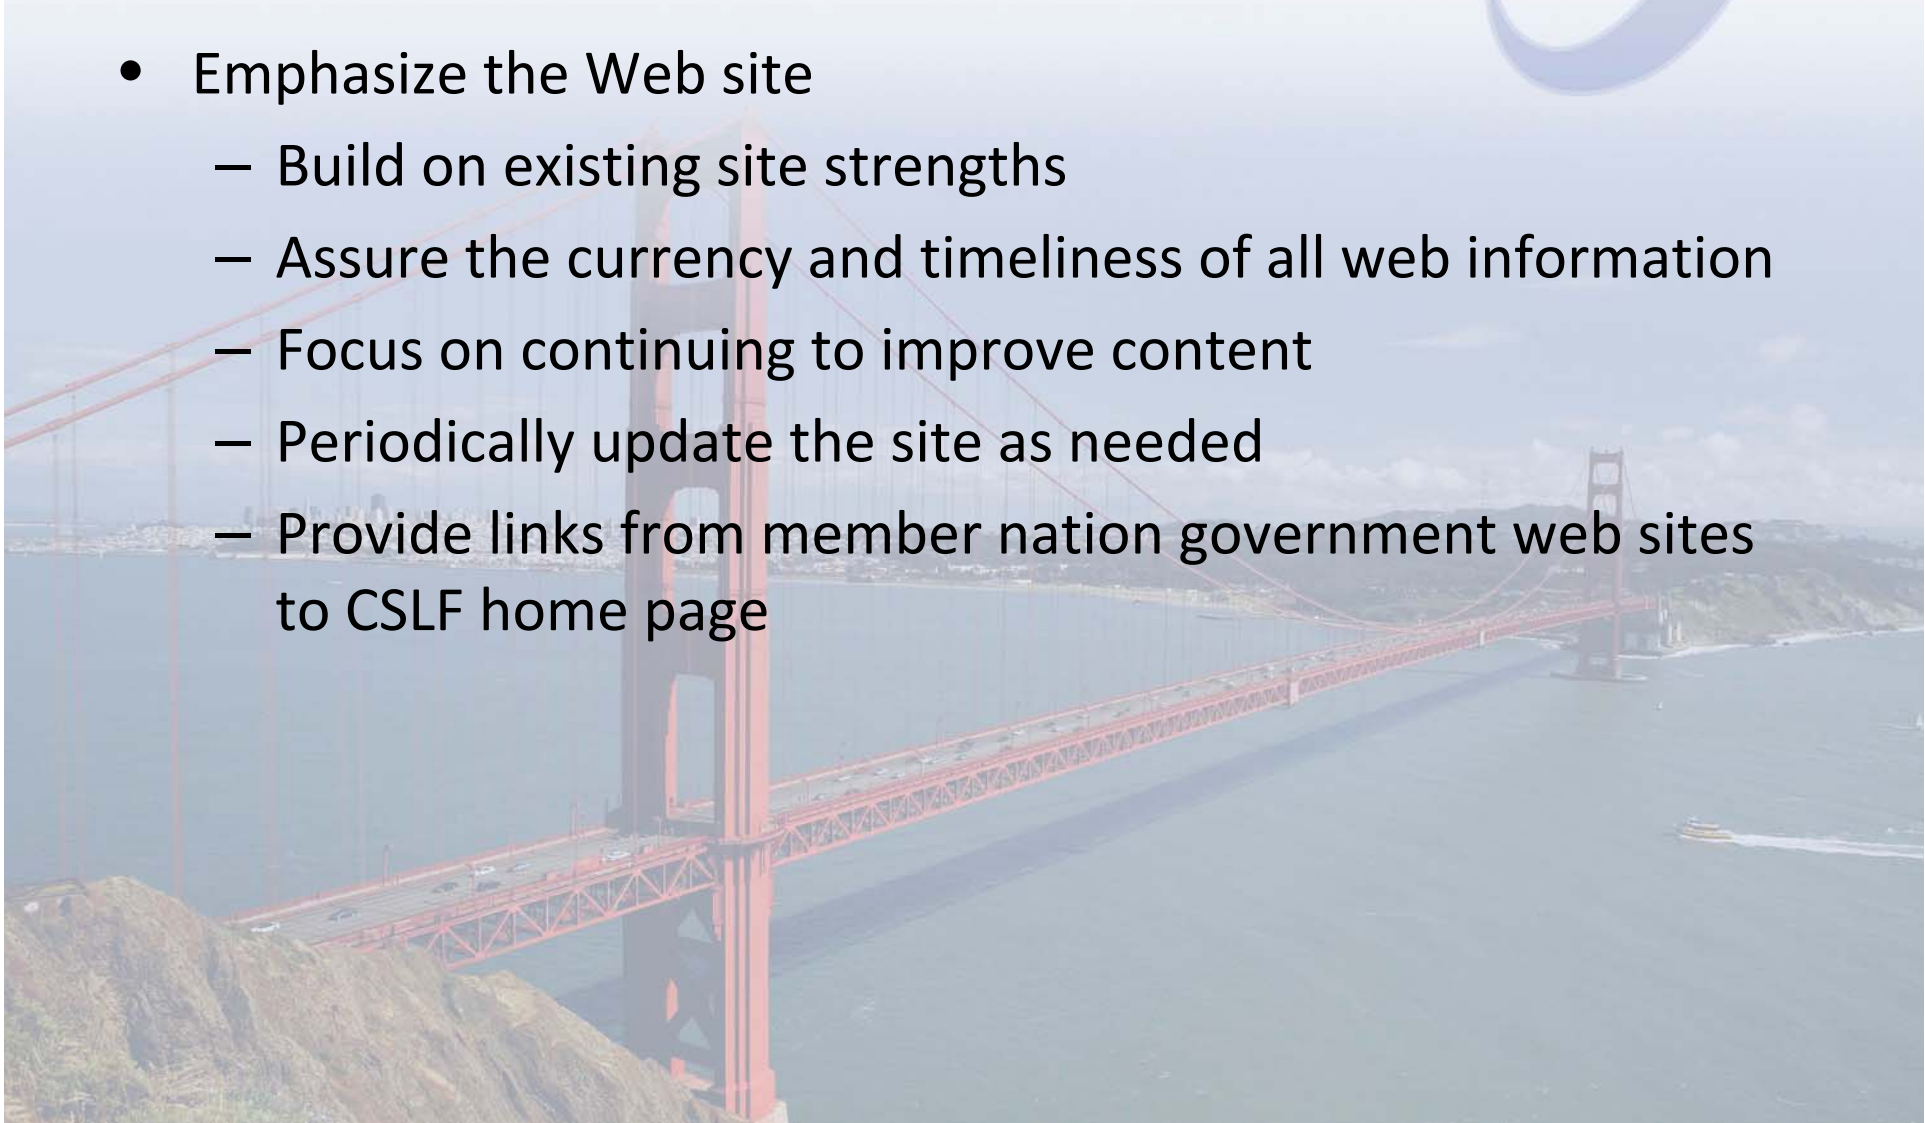 • Emphasize the Web site
– Build on existing site strengths
– Assure the currency and timeliness of all web information
– Focus on continuing to improve content
– Periodically update the site as needed
– Provide links from member nation government web sites
to CSLF home page